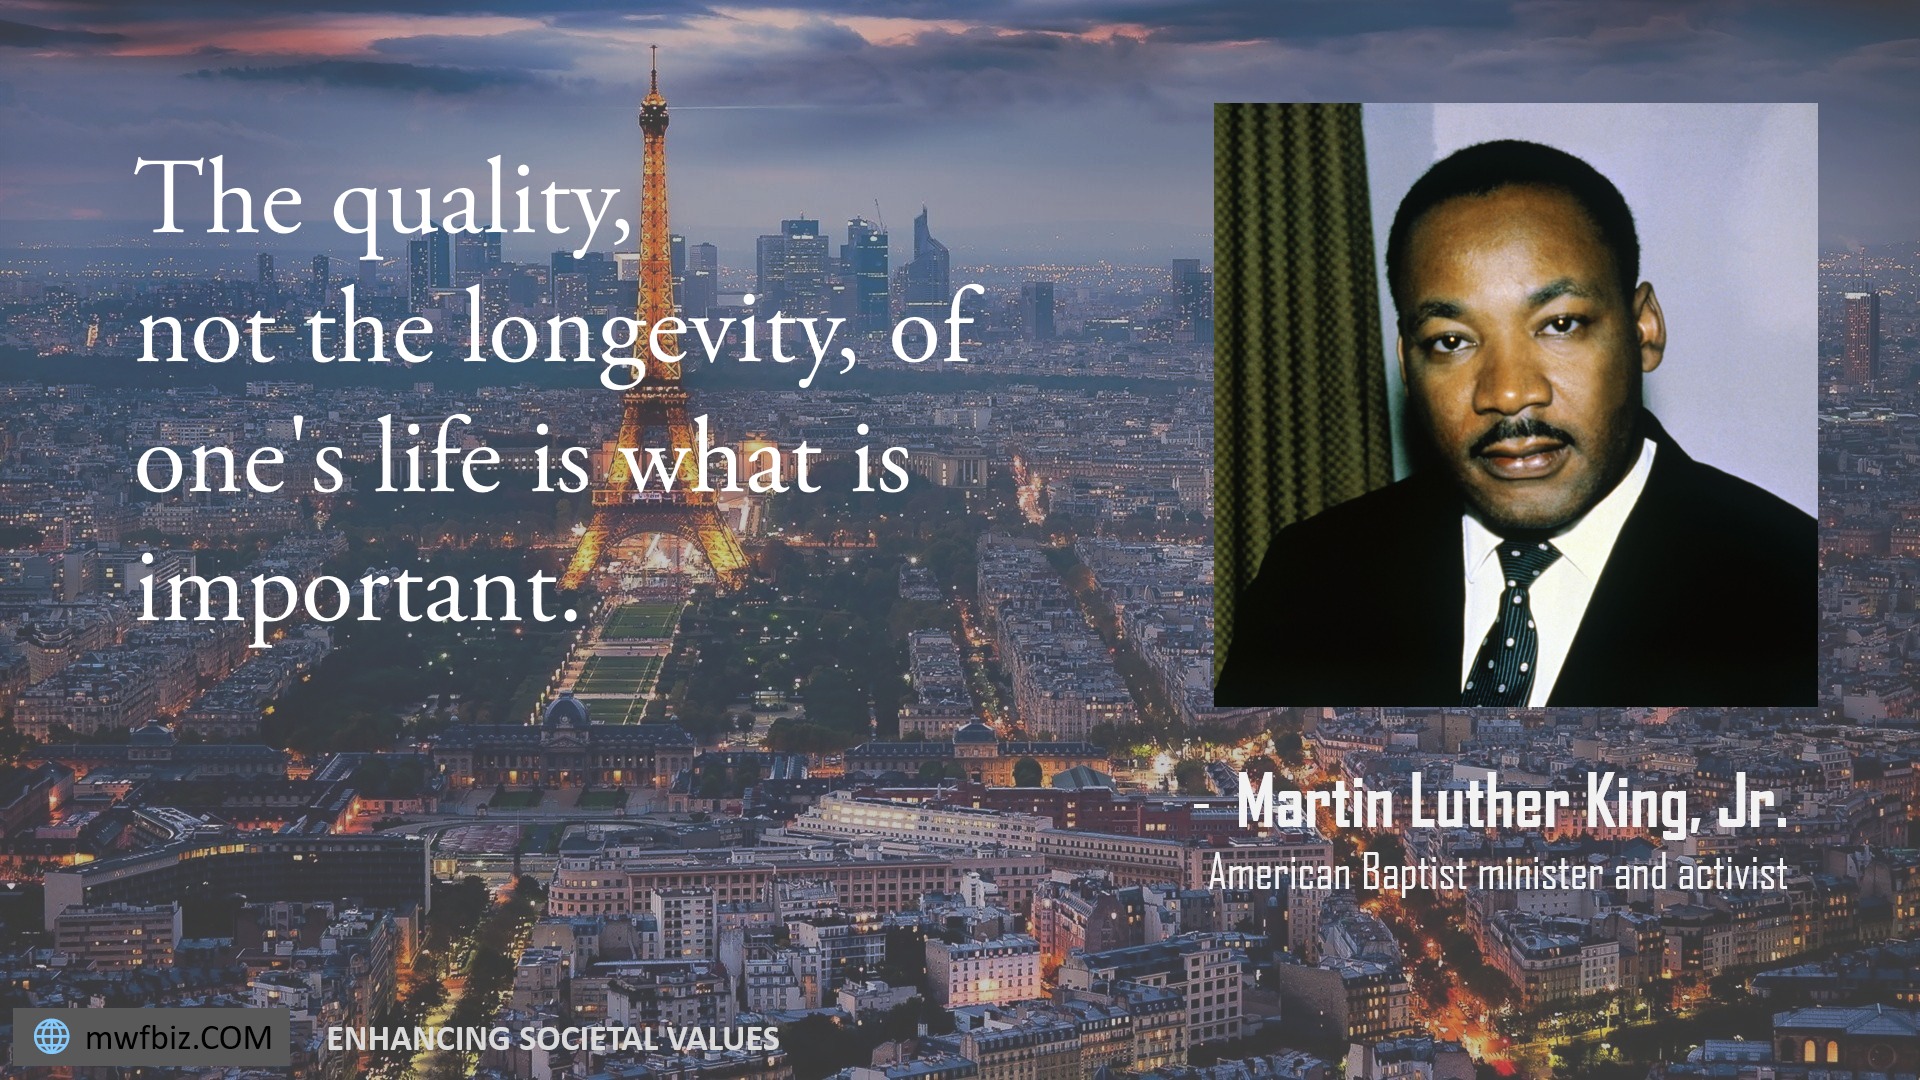 The quality,
not the longevity, of
one's life is what is
important.
- Martin Luther King, Jr.
American Baptist minister and activist
mwfbiz.COM
ENHANCING SOCIETAL VALUES